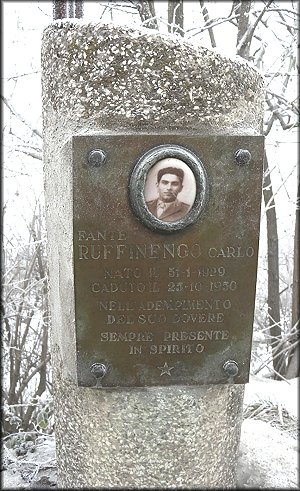 FANTE
RUFFINENGO CARLO
NATO IL 31-1-1929
CADUTO IL 23-10-1950
NELL'ADEMPIMENTO
DEL SUO DOVERE
SEMPRE PRESENTE
IN SPIRITO